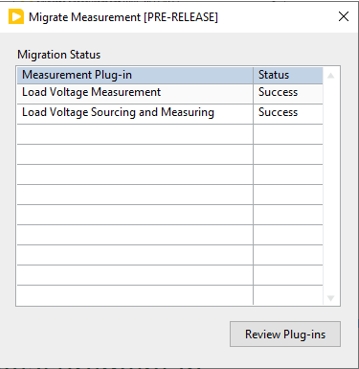 Migrate Measurement [PRE-RELEASE]
Migration Status
Measurement Plug-in Status
Load Voltage Measurement Success
Load Voltage Sourcing and Measuring Success
Review Plug-ins